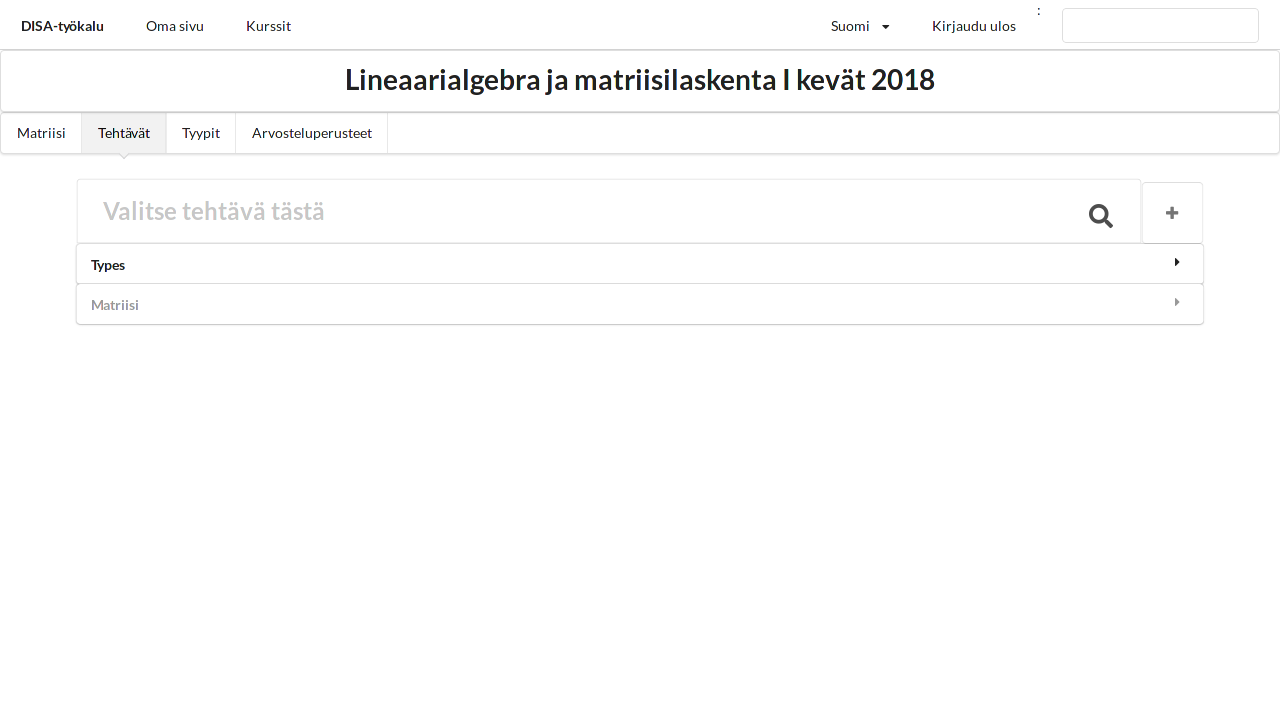 DISA-työkalu Oma sivu Kurssit Suomi Kirjaudu ulos :
Lineaarialgebra ja matriisilaskenta I kevät 2018
Matriisi Tehtävät Tyypit Arvosteluperusteet
Valitse tehtävä tästä
Types
Matriisi